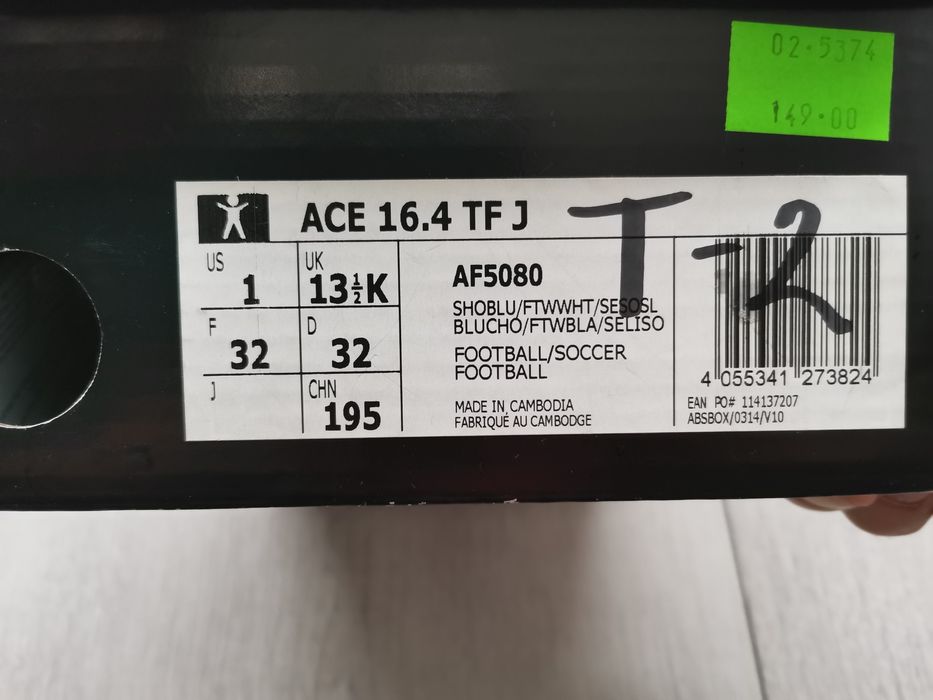 02·5374
149·00
ACE 16.4 TF J
T-2
US
1
UK
13½K
F
32
D
32
J
CHN
195
AF5080
SHOBLU/FTWWHT/SESOSL
BLUCHO/FTWBLA/SELISO
FOOTBALL/SOCCER
FOOTBALL
MADE IN CAMBODIA
FABRIQUÉ AU CAMBODGE
4 055341 273824
EAN PO# 114137207
ABSBOX/0314/V10